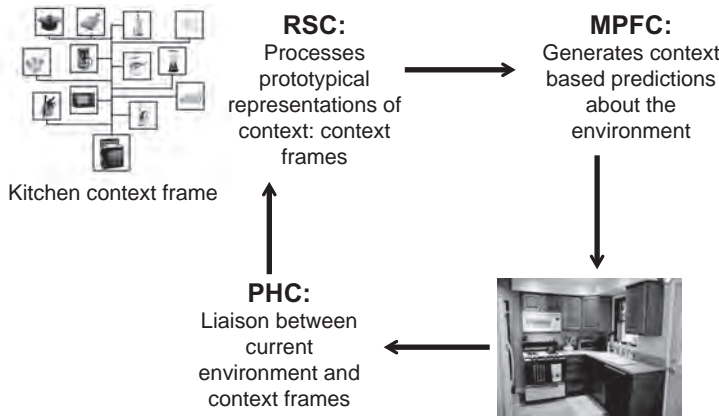 RSC:
Processes
prototypical
representations of
context: context
frames
MPFC:
Generates context
based predictions
about the
environment
Kitchen context frame
PHC:
Liaison between
current
environment and
context frames